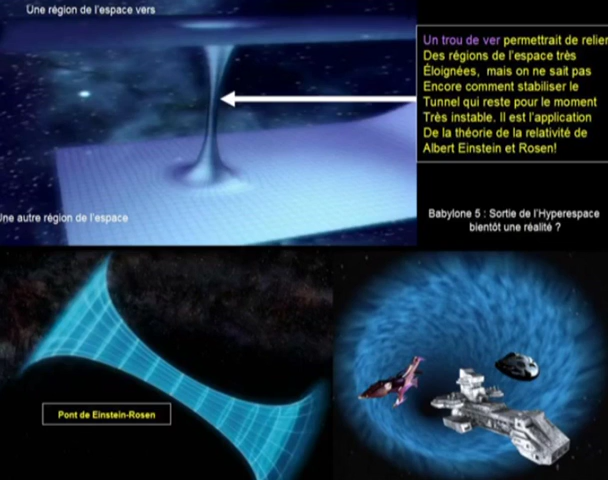 Une région de l'espace vers
Un trou de ver permettrait de relier
Des régions de l'espace très
Éloignées, mais on ne sait pas
Encore comment stabiliser le
Tunnel qui reste pour le moment
Très instable. Il est l'application
De la théorie de la relativité de
Albert Einstein et Rosen!
Une autre région de l'espace
Babylone 5 : Sortie de l'Hyperespace
bientôt une réalité ?
Pont de Einstein-Rosen